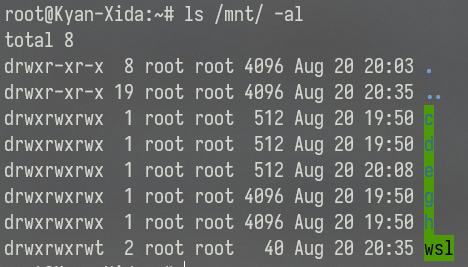 root@Kyan-Xida:~# ls /mnt/ -al
total 8
drwxr-xr-x  8 root root 4096 Aug 20 20:03 .
drwxr-xr-x 19 root root 4096 Aug 20 20:35 ..
drwxrwxrwx  1 root root  512 Aug 20 19:50 c
drwxrwxrwx  1 root root  512 Aug 20 19:50 d
drwxrwxrwx  1 root root  512 Aug 20 20:08 e
drwxrwxrwx  1 root root 4096 Aug 20 19:50 g
drwxrwxrwx  1 root root 4096 Aug 20 19:50 h
drwxrwxrwt  2 root root   40 Aug 20 20:35 wsl